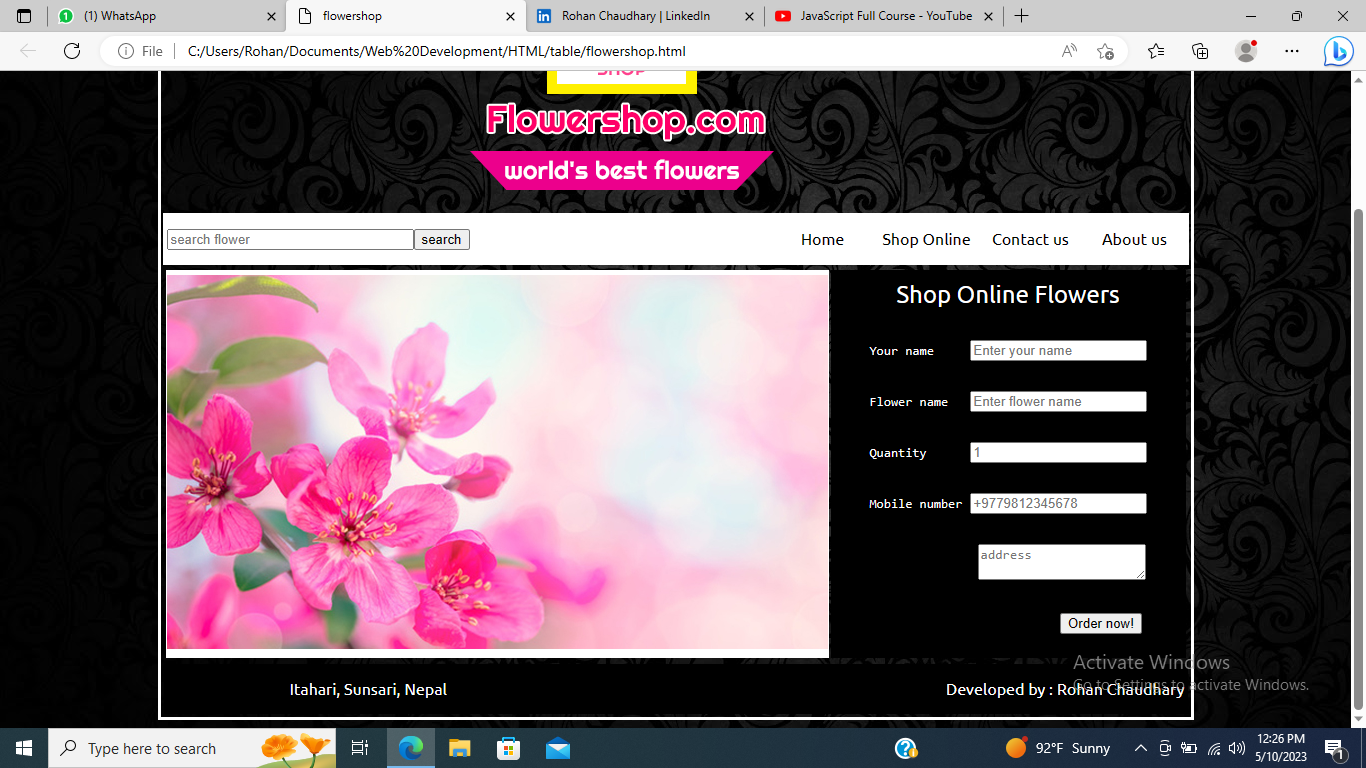 (1) WhatsApp
flowershop
Rohan Chaudhary | LinkedIn
JavaScript Full Course - YouTube
File
C:/Users/Rohan/Documents/Web%20Development/HTML/table/flowershop.html
SHOP
Flowershop.com
world's best flowers
search flower
search
Home
Shop Online
Contact us
About us
Shop Online Flowers
Your name
Enter your name
Flower name
Enter flower name
Quantity
1
Mobile number
+9779812345678
address
Order now!
Activate Windows
Go to Settings to activate Windows.
Itahari, Sunsari, Nepal
Developed by : Rohan Chaudhary
Type here to search
92°F Sunny
12:26 PM
5/10/2023
1